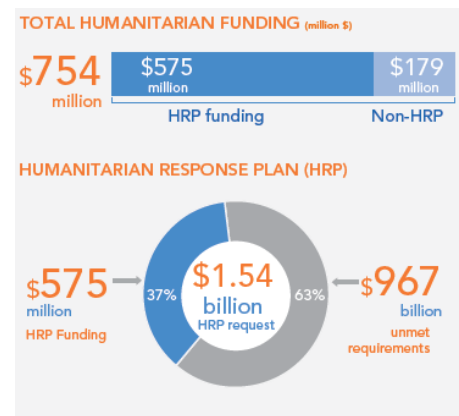 TOTAL HUMANITARIAN FUNDING (million $)
$754
million
$575
million
$179
million
HRP funding
Non-HRP
HUMANITARIAN RESPONSE PLAN (HRP)
$575
million
HRP Funding
37%
$1.54
billion
HRP request
63%
$967
billion
unmet
requirements